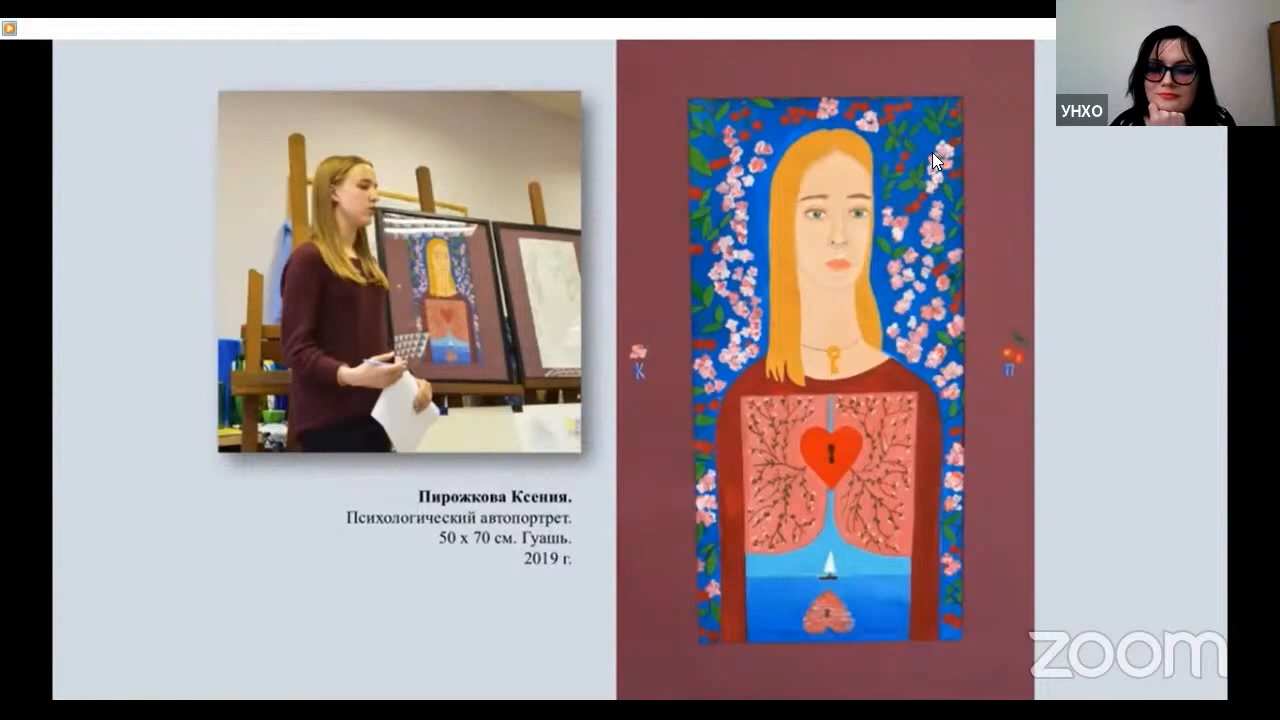 УНХО
К
П
Пирожкова Ксения.
Психологический автопортрет.
50 х 70 см. Гуашь.
2019 г.
zoom